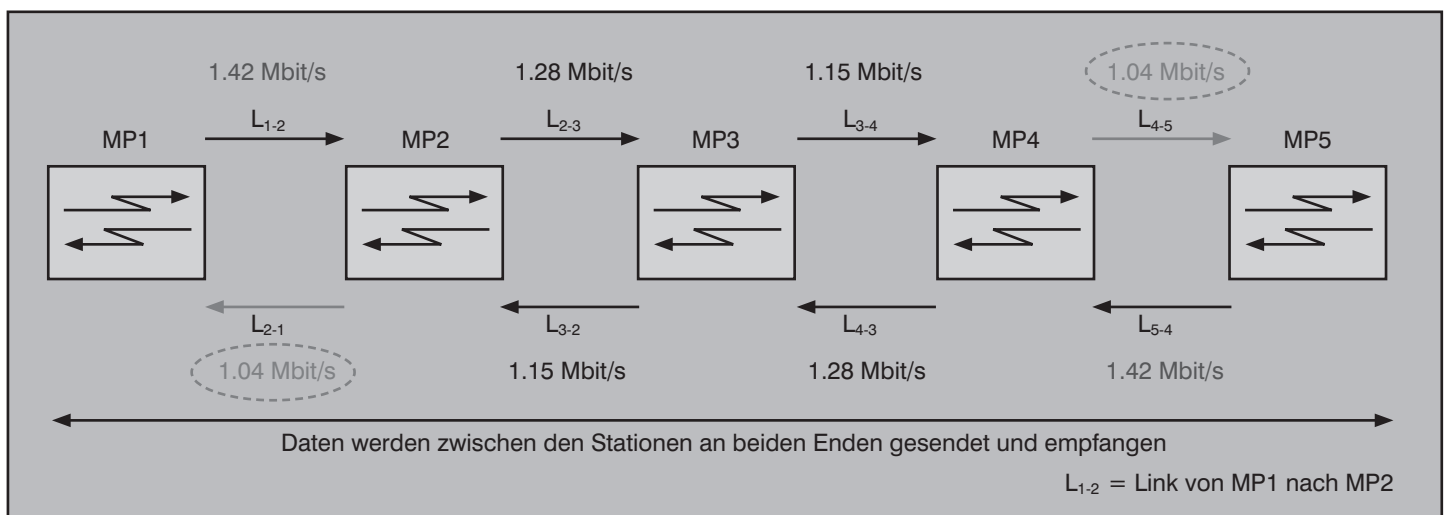 1.42 Mbit/s 1.28 Mbit/s 1.15 Mbit/s 1.04 Mbit/s
L1-2 L2-3 L3-4 L4-5
MP1 MP2 MP3 MP4 MP5
L2-1 L3-2 L4-3 L5-4
1.04 Mbit/s 1.15 Mbit/s 1.28 Mbit/s 1.42 Mbit/s
Daten werden zwischen den Stationen an beiden Enden gesendet und empfangen
L1-2 = Link von MP1 nach MP2